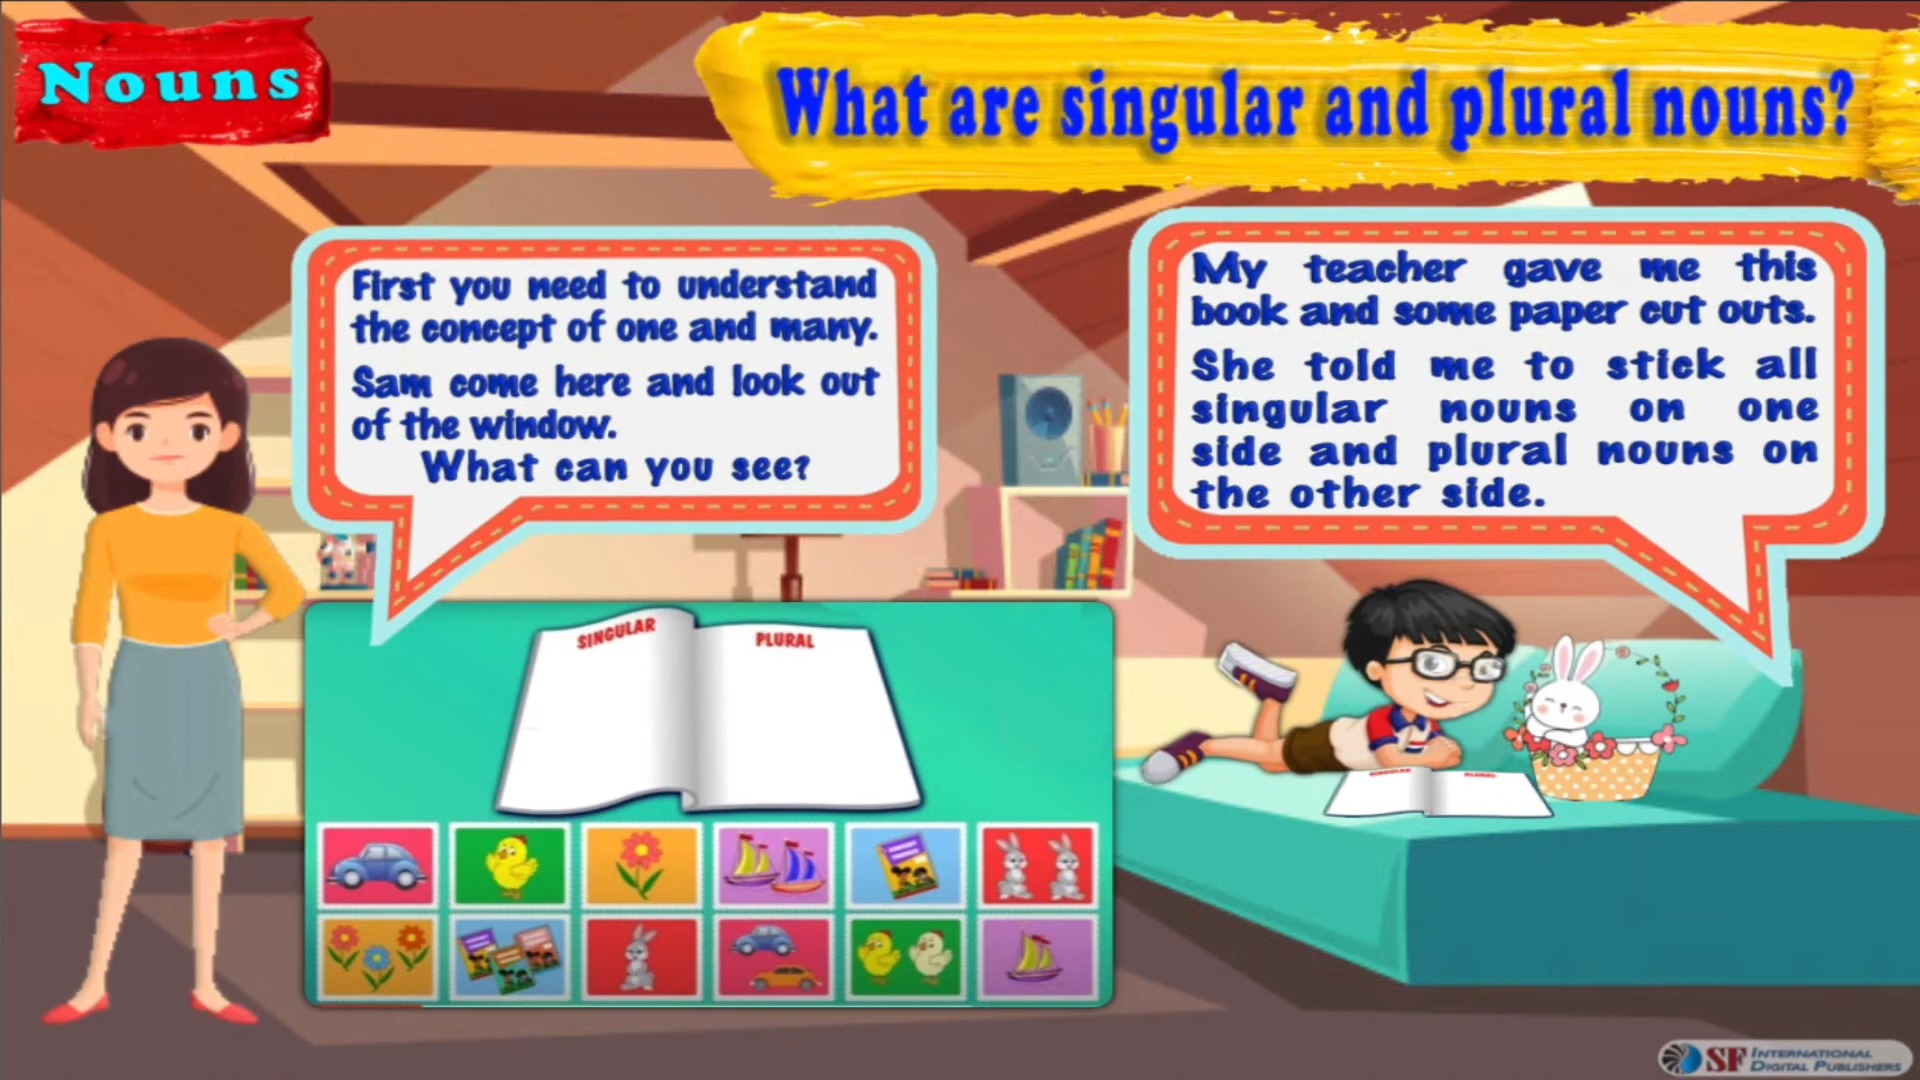 Nouns
What are singular and plural nouns?
First you need to understand
the concept of one and many.
Sam come here and look out
of the window.
What can you see?
My teacher gave me this
book and some paper cut outs.
She told me to stick all
singular nouns on one
side and plural nouns on
the other side.
SINGULAR
PLURAL
SINGULAR
PLURAL
SF INTERNATIONAL
DIGITAL PUBLISHERS